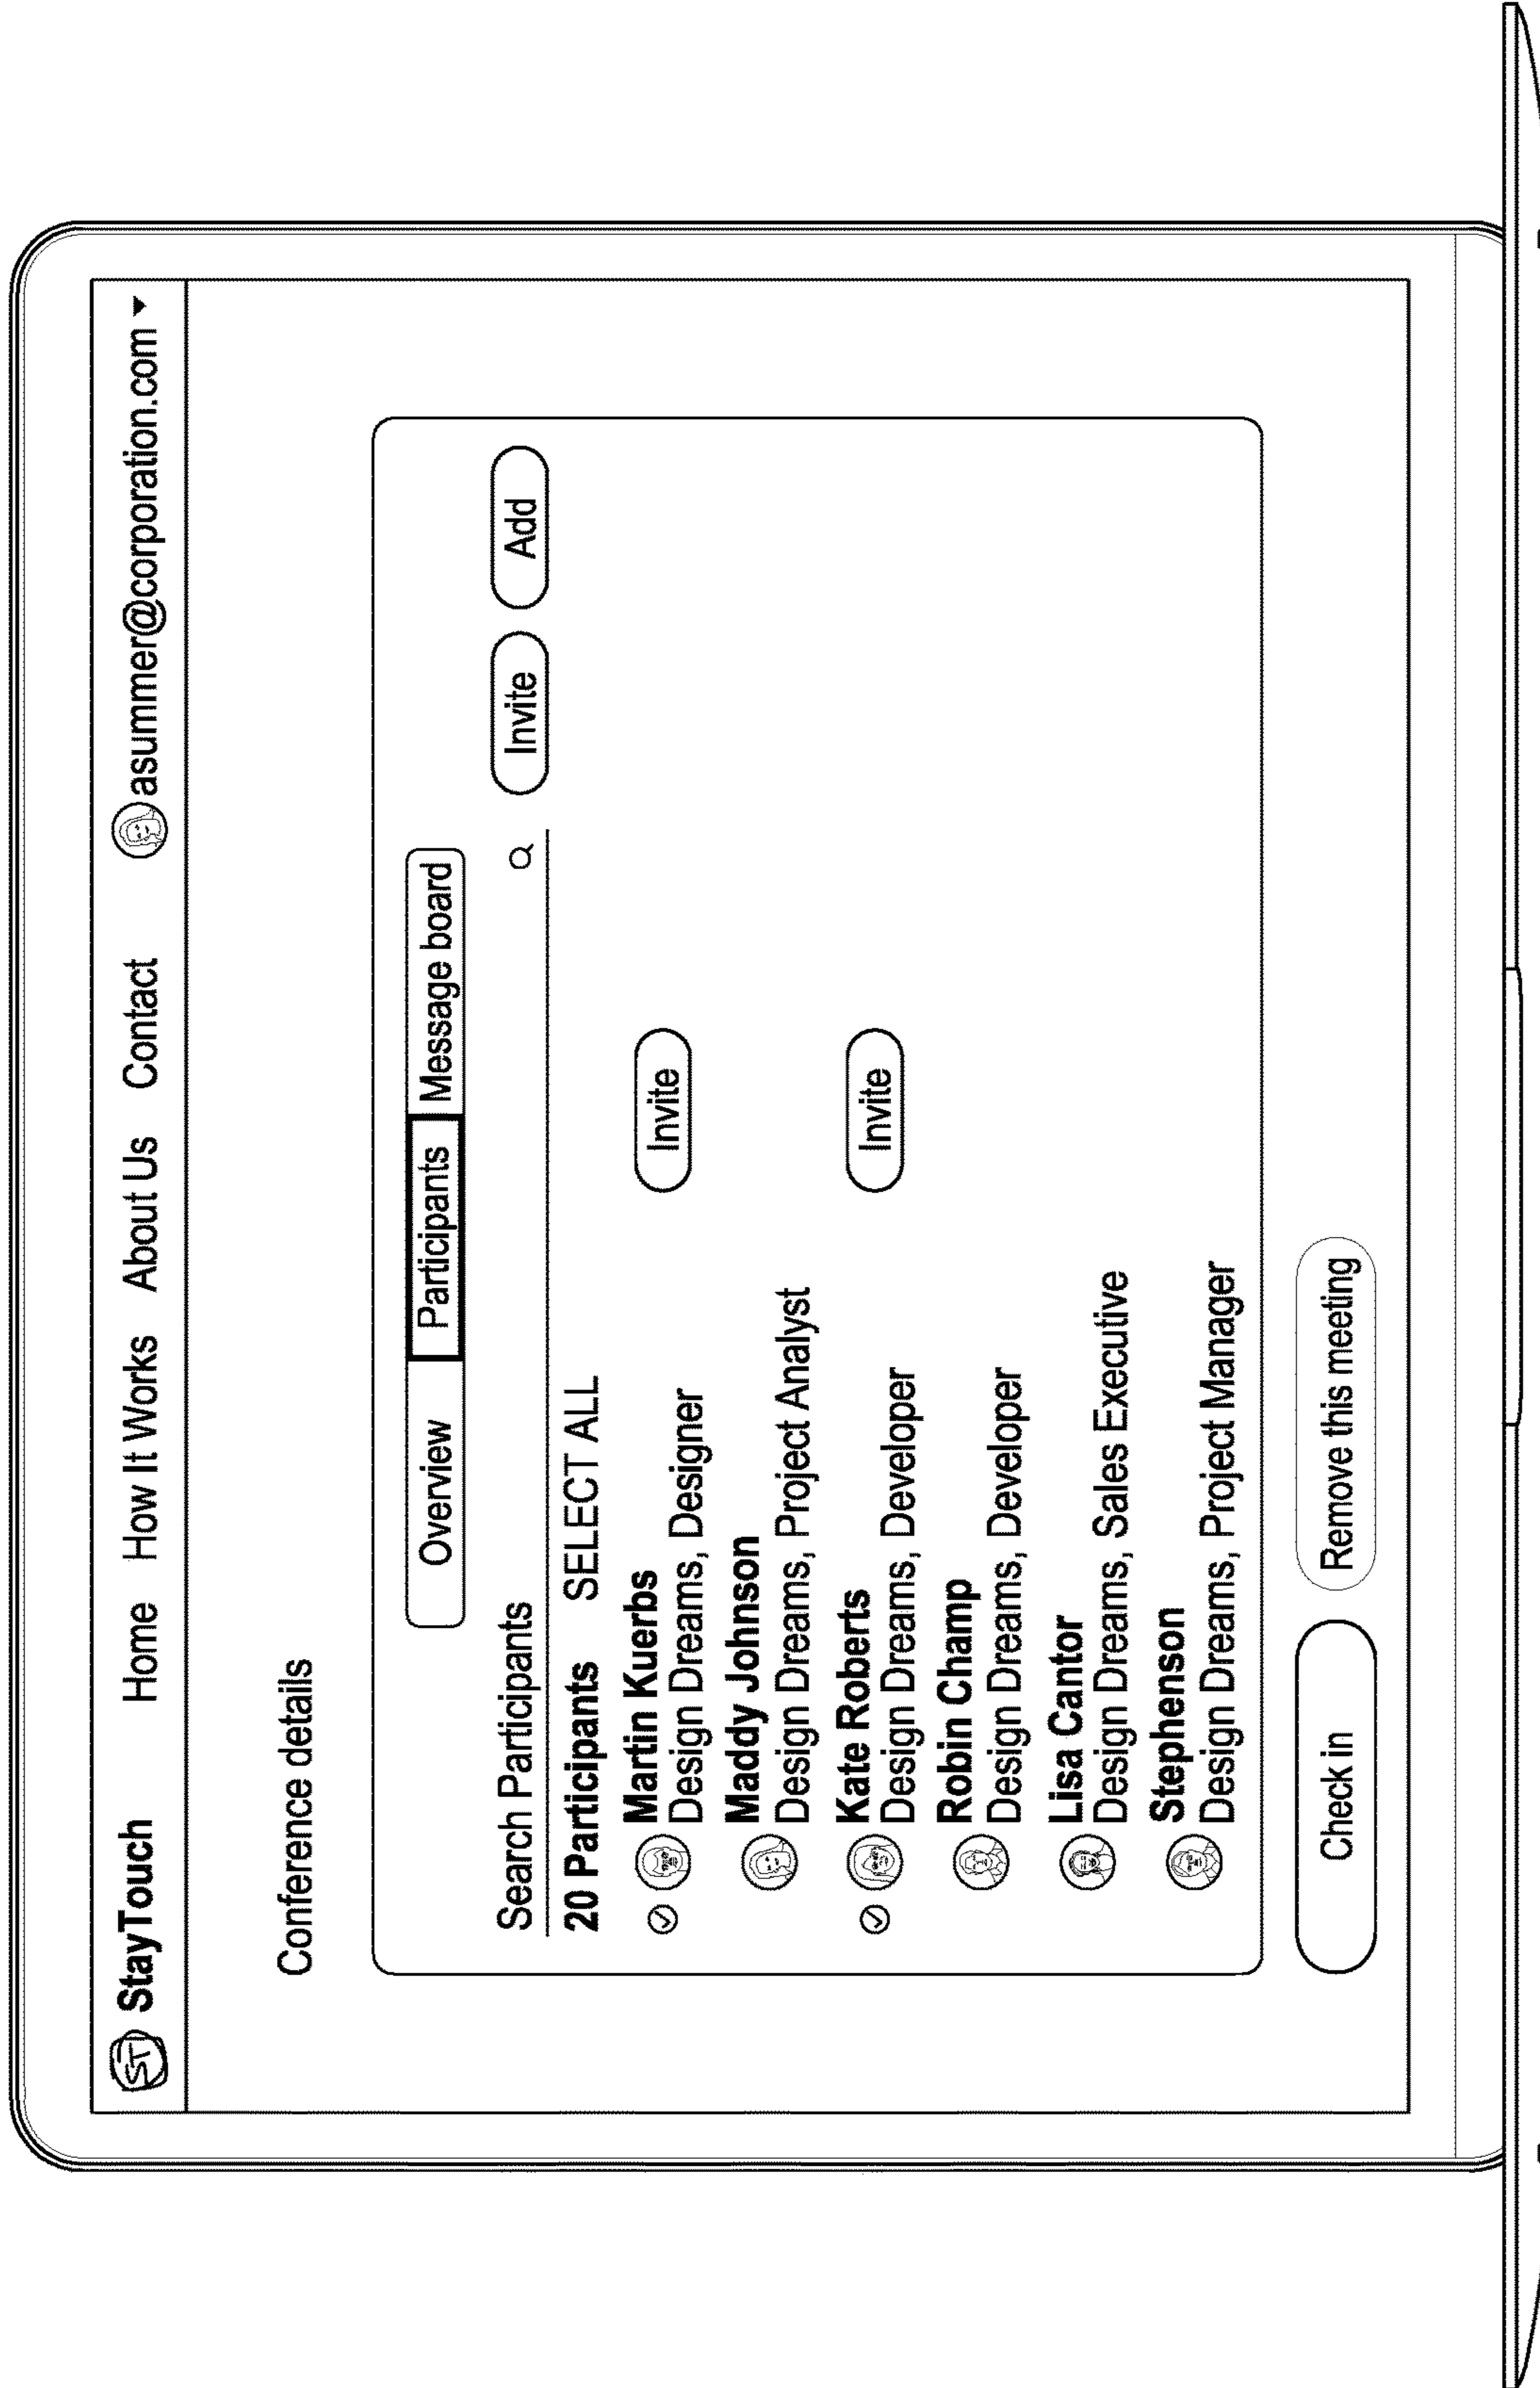 ST StayTouch Home How It Works About Us Contact asummer@corporation.com
Conference details
Overview Participants Message board
Search Participants Invite Add
20 Participants SELECT ALL
Martin Kuerbs
Design Dreams, Designer
Invite
Maddy Johnson
Design Dreams, Project Analyst
Kate Roberts
Design Dreams, Developer
Invite
Robin Champ
Design Dreams, Developer
Lisa Cantor
Design Dreams, Sales Executive
Stephenson
Design Dreams, Project Manager
Check in Remove this meeting